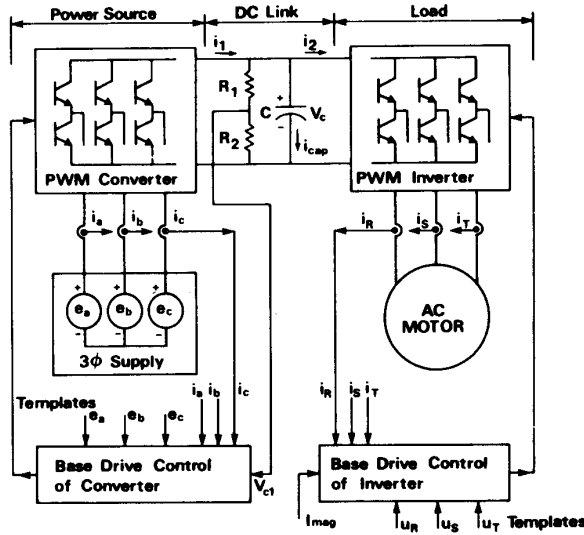 Power Source
DC Link
Load
i1
i2
R1
R2
C
+
Vc
-
icap
PWM Converter
PWM Inverter
ia
ib
ic
iR
iS
iT
+
+
+
ea
eb
ec
-
-
-
3ϕ Supply
AC
MOTOR
Templates
ea
eb
ec
ia
ib
ic
iR
iS
iT
Base Drive Control
of Converter
Vc1
Base Drive Control
of Inverter
Imag
uR
uS
uT Templates